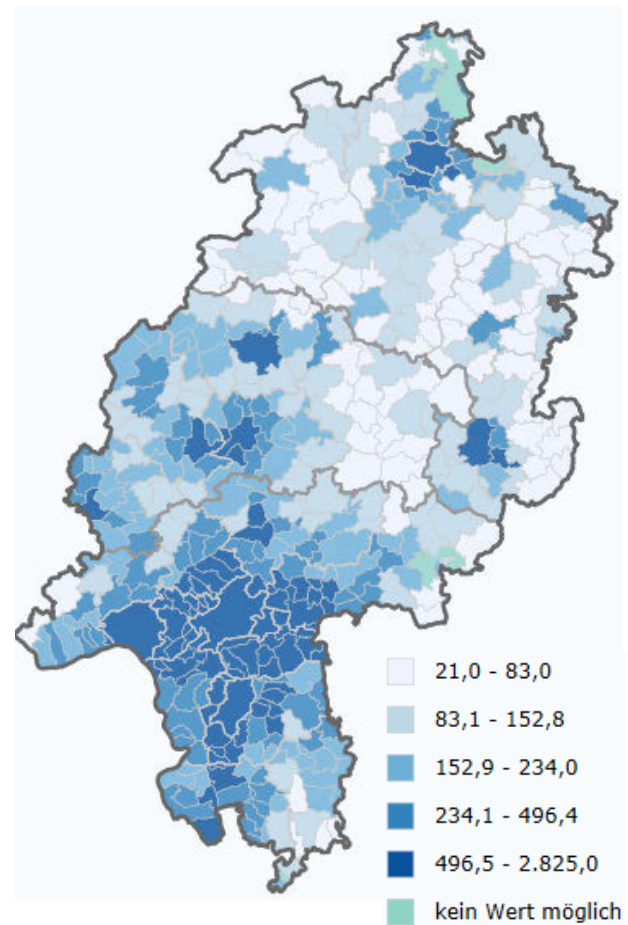 21,0 - 83,0
83,1 - 152,8
152,9 - 234,0
234,1 - 496,4
496,5 - 2.825,0
kein Wert möglich